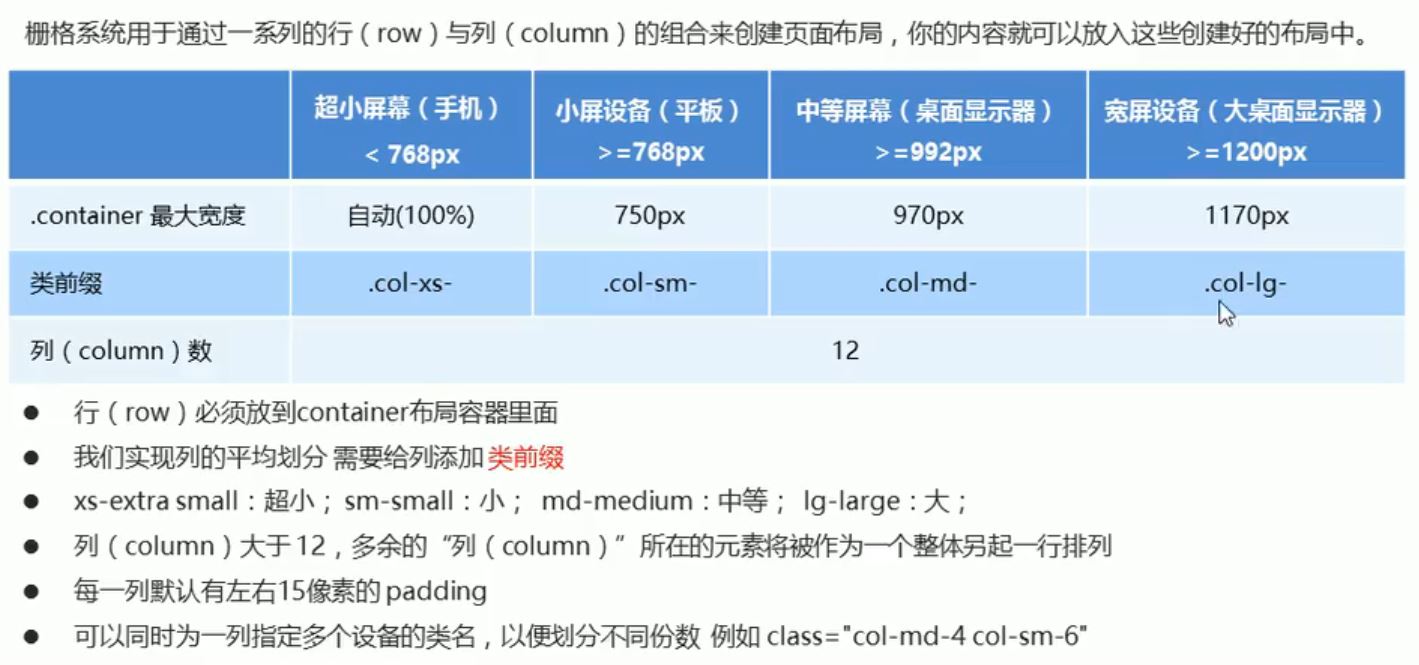 栅格系统用于通过一系列的行（row）与列（column）的组合来创建页面布局，你的内容就可以放入这些创建好的布局中。
超小屏幕（手机） < 768px 小屏设备（平板） >=768px 中等屏幕（桌面显示器） >=992px 宽屏设备（大桌面显示器） >=1200px
.container 最大宽度 自动(100%) 750px 970px 1170px
类前缀 .col-xs- .col-sm- .col-md- .col-lg-
列（column）数 12
● 行（row）必须放到container布局容器里面
● 我们实现列的平均划分 需要给列添加 类前缀
● xs-extra small：超小； sm-small：小； md-medium：中等； lg-large：大；
● 列（column）大于 12，多余的“列（column）”所在的元素将被作为一个整体另起一行排列
● 每一列默认有左右15像素的 padding
● 可以同时为一列指定多个设备的类名，以便划分不同份数 例如 class="col-md-4 col-sm-6"